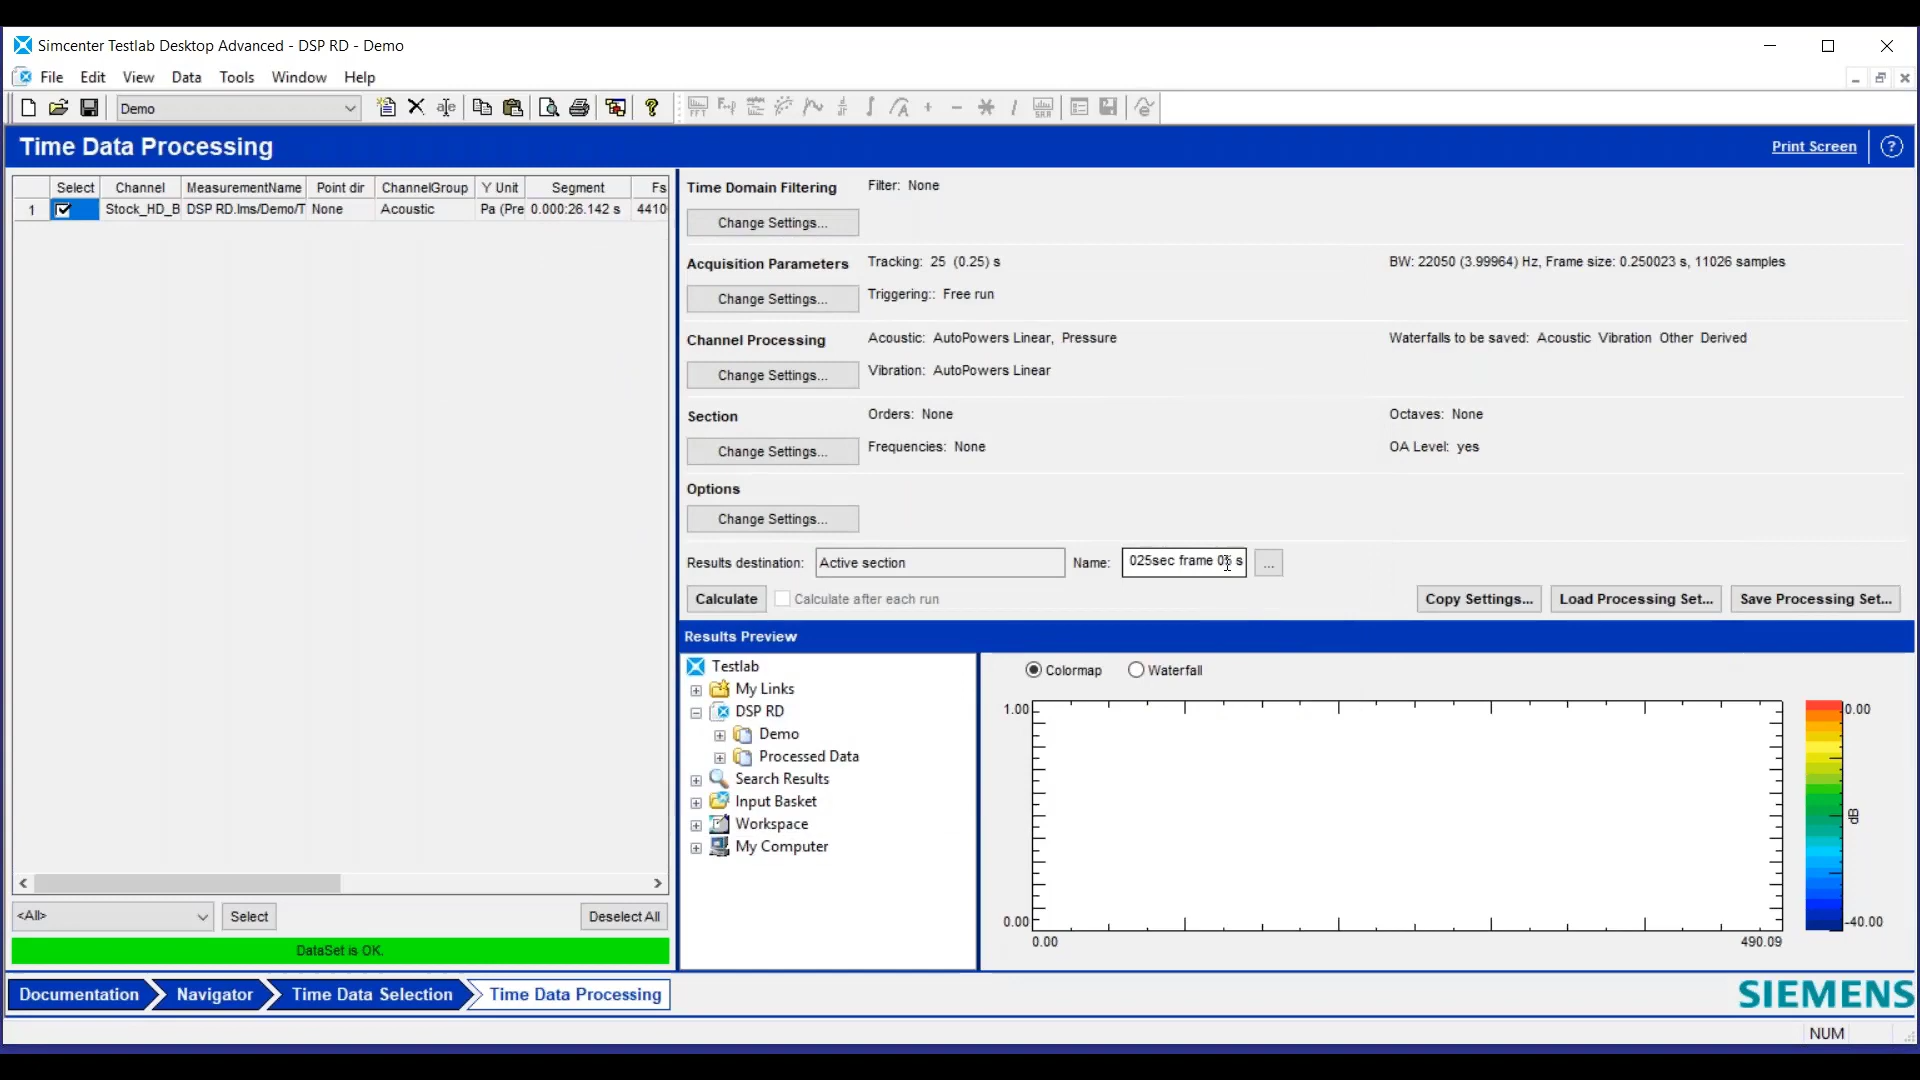 Simcenter Testlab Desktop Advanced - DSP RD - Demo
File Edit View Data Tools Window Help
Demo
Time Data Processing
Print Screen
Select Channel MeasurementName Point dir ChannelGroup Y Unit Segment Fs
1 Stock_HD_B DSP RD.lms/Demo/T None Acoustic Pa (Pre 0.000:26.142 s 4410
Time Domain Filtering Filter: None
Change Settings...
Acquisition Parameters Tracking: 25 (0.25) s BW: 22050 (3.99964) Hz, Frame size: 0.250023 s, 11026 samples
Change Settings... Triggering:: Free run
Channel Processing Acoustic: AutoPowers Linear, Pressure Waterfalls to be saved: Acoustic Vibration Other Derived
Change Settings... Vibration: AutoPowers Linear
Section Orders: None Octaves: None
Change Settings... Frequencies: None OA Level: yes
Options
Change Settings...
Results destination: Active section Name: 025sec frame 05 s ...
Calculate Calculate after each run Copy Settings... Load Processing Set... Save Processing Set...
Results Preview
Testlab
My Links
DSP RD
Demo
Processed Data
Search Results
Input Basket
Workspace
My Computer
Colormap Waterfall
1.00
0.00
0.00
490.09
0.00
dB
-40.00
<All> Select Deselect All
DataSet is OK.
Documentation Navigator Time Data Selection Time Data Processing
SIEMENS
NUM